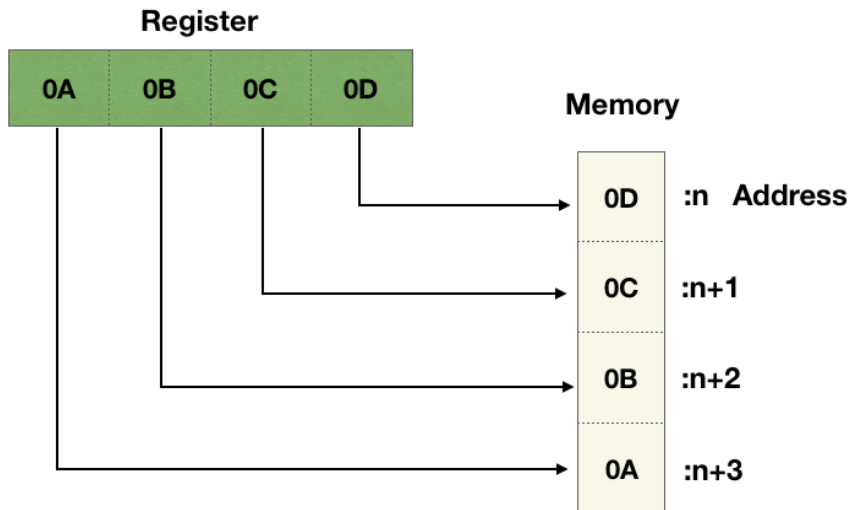 Register
0A 0B 0C 0D
Memory
0D :n Address
0C :n+1
0B :n+2
0A :n+3